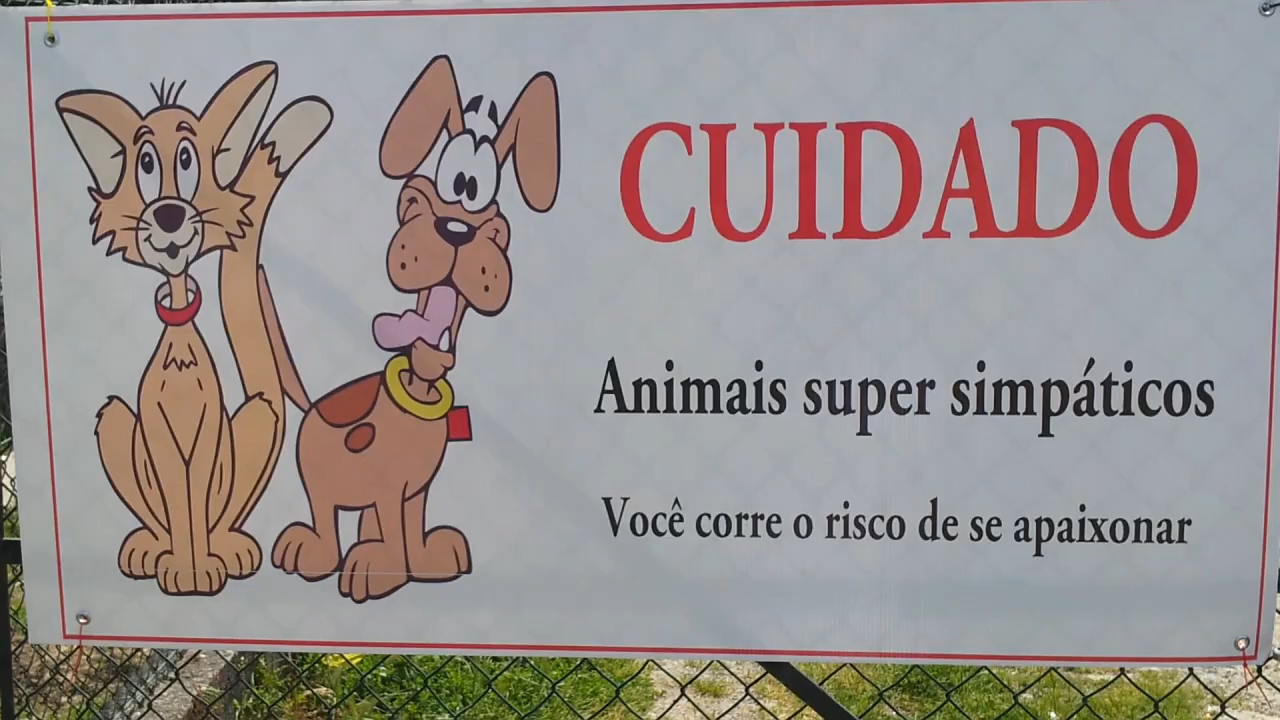 CUIDADO
Animais super simpáticos
Você corre o risco de se apaixonar